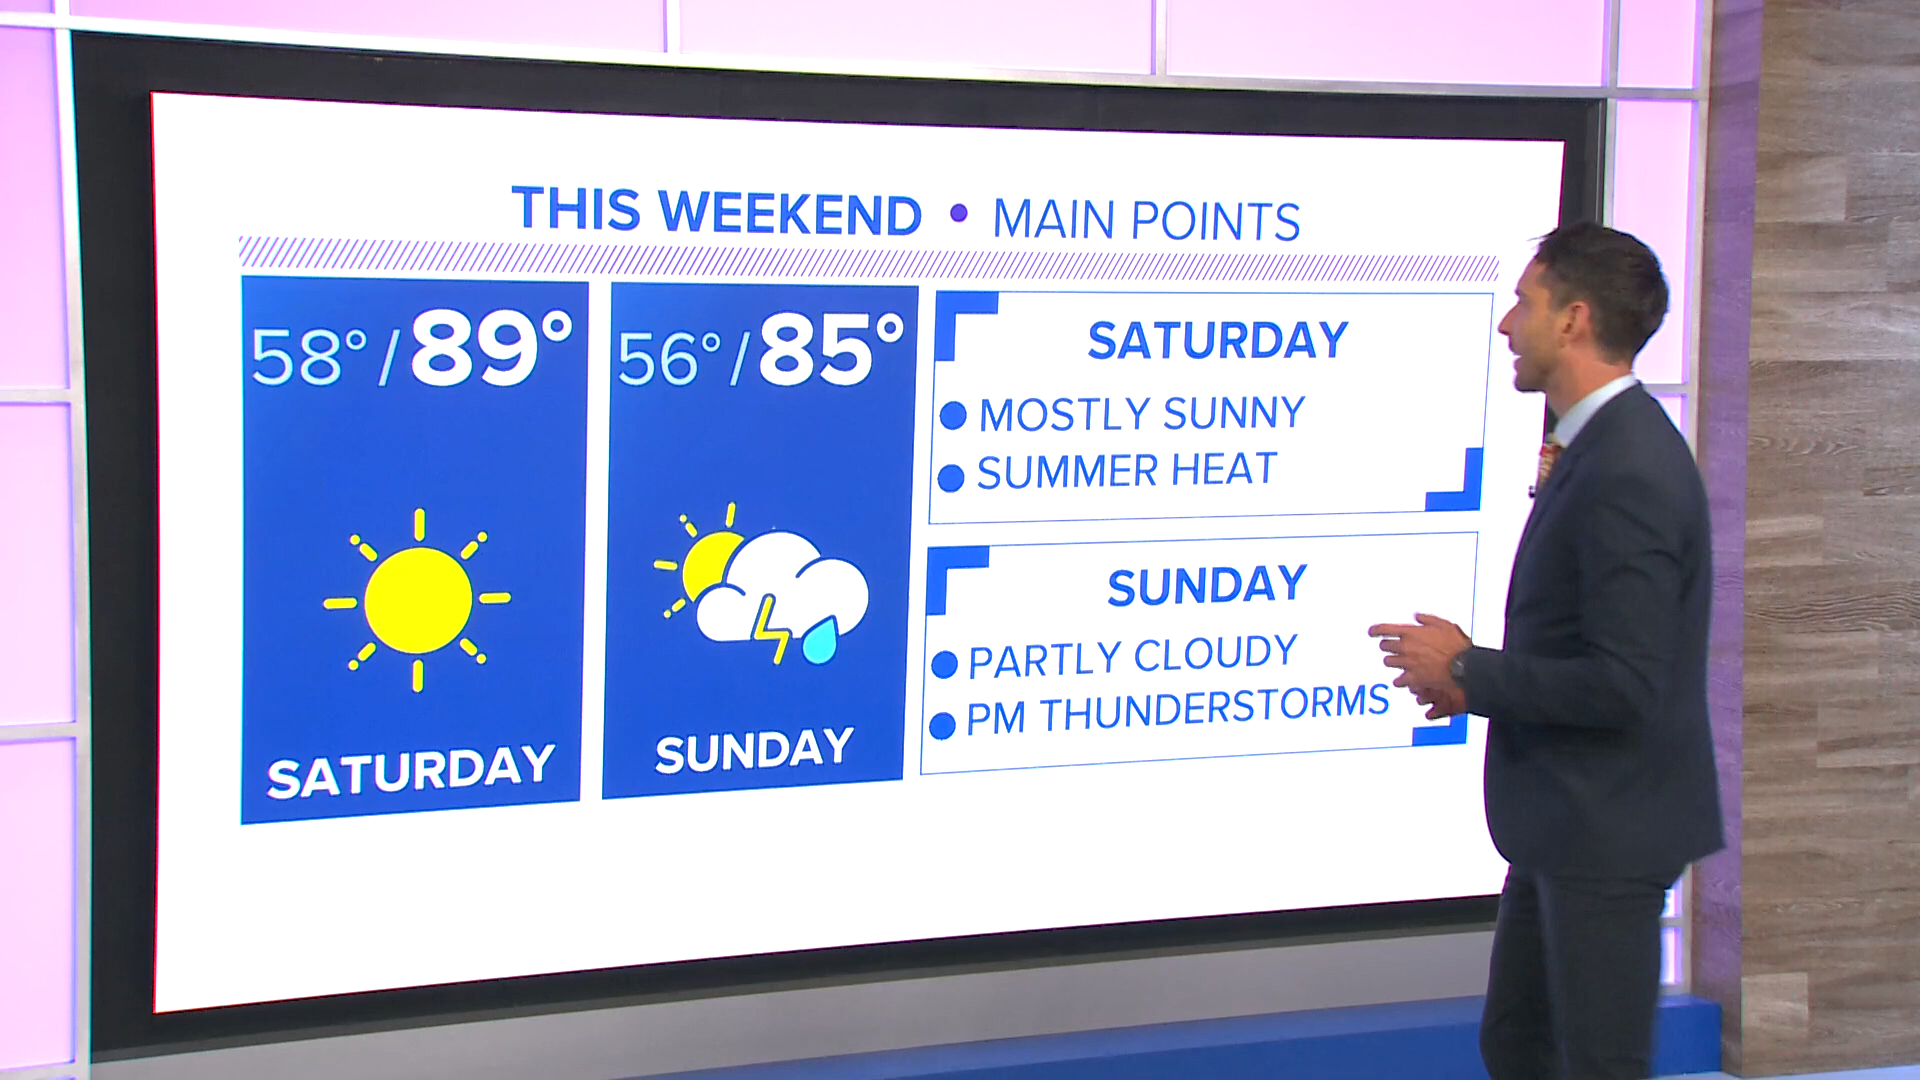 THIS WEEKEND • MAIN POINTS
58°/89°
SATURDAY
56°/85°
SUNDAY
SATURDAY
• MOSTLY SUNNY
• SUMMER HEAT
SUNDAY
• PARTLY CLOUDY
• PM THUNDERSTORMS